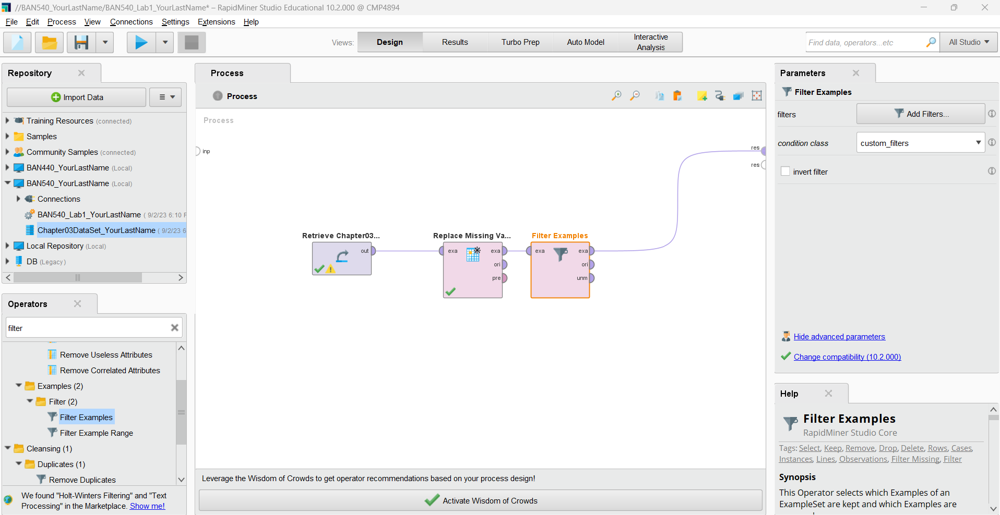 //BAN540_YourLastName/BAN540_Lab1_YourLastName* – RapidMiner Studio Educational 10.2.000 @ CMP4894
File Edit Process View Connections Settings Extensions Help
Views: Design Results Turbo Prep Auto Model Interactive Analysis
Find data, operators...etc All Studio
Repository
Import Data
Training Resources (connected)
Samples
Community Samples (connected)
BAN440_YourLastName (Local)
BAN540_YourLastName (Local)
Connections
BAN540_Lab1_YourLastName ( 9/2/23 6:10 P
Chapter03DataSet_YourLastName ( 9/2/23 6
Local Repository (Local)
DB (Legacy)
Operators
filter
Remove Useless Attributes
Remove Correlated Attributes
Examples (2)
Filter (2)
Filter Examples
Filter Example Range
Cleansing (1)
Duplicates (1)
Remove Duplicates
We found "Holt-Winters Filtering" and "Text
Processing" in the Marketplace. Show me!
Process
Process
Process
inp
res
res
Retrieve Chapter03...
out
Replace Missing Va...
exa exa
ori
pre
Filter Examples
exa exa
ori
unm
Leverage the Wisdom of Crowds to get operator recommendations based on your process design!
Activate Wisdom of Crowds
Parameters
Filter Examples
filters Add Filters...
condition class custom_filters
invert filter
Hide advanced parameters
Change compatibility (10.2.000)
Help
Filter Examples
RapidMiner Studio Core
Tags: Select, Keep, Remove, Drop, Delete, Rows, Cases,
Instances, Lines, Observations, Filter Missing, Filter
Synopsis
This Operator selects which Examples of an
ExampleSet are kept and which Examples are